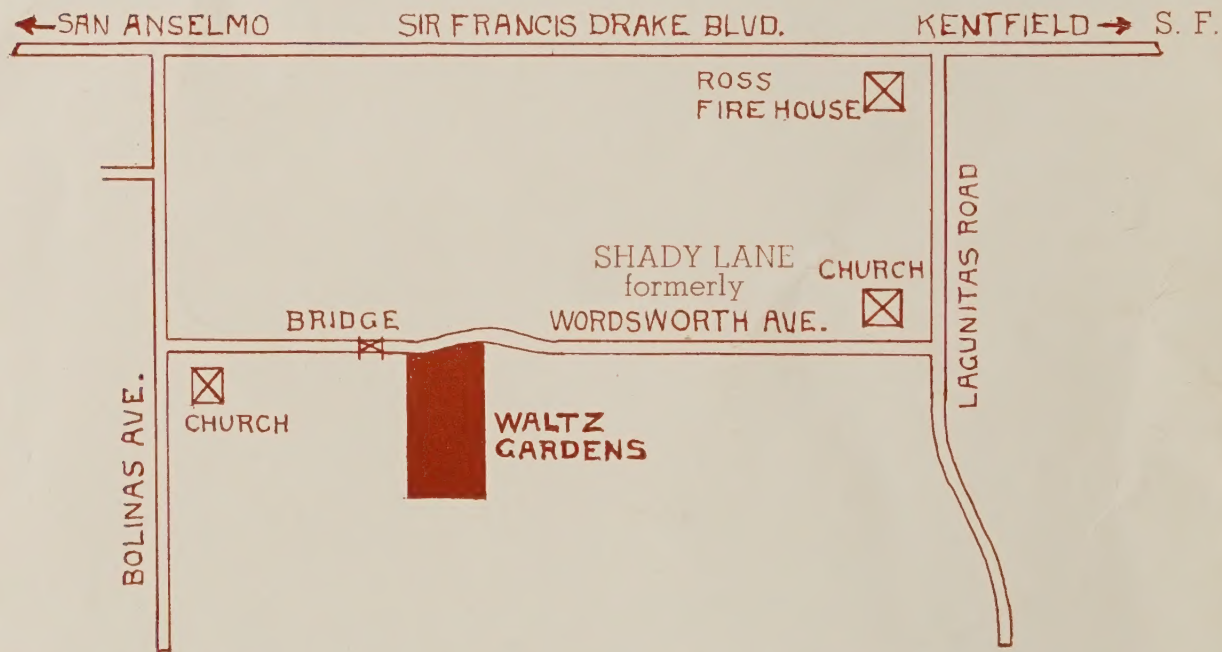 ← SAN ANSELMO SIR FRANCIS DRAKE BLVD. KENTFIELD → S. F.
ROSS
FIRE HOUSE
LAGUNITAS ROAD
SHADY LANE
formerly
WORDSWORTH AVE.
CHURCH
BRIDGE
BOLINAS AVE.
CHURCH
WALTZ
GARDENS